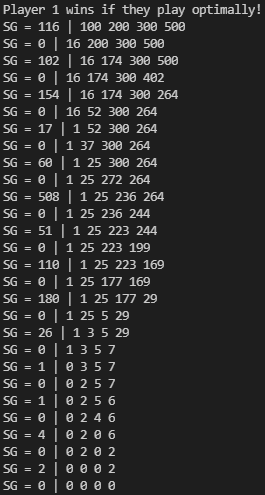 Player 1 wins if they play optimally!
SG = 116 | 100 200 300 500
SG = 0 | 16 200 300 500
SG = 102 | 16 174 300 500
SG = 0 | 16 174 300 402
SG = 154 | 16 174 300 264
SG = 0 | 16 52 300 264
SG = 17 | 1 52 300 264
SG = 0 | 1 37 300 264
SG = 60 | 1 25 300 264
SG = 0 | 1 25 272 264
SG = 508 | 1 25 236 264
SG = 0 | 1 25 236 244
SG = 51 | 1 25 223 244
SG = 0 | 1 25 223 199
SG = 110 | 1 25 223 169
SG = 0 | 1 25 177 169
SG = 180 | 1 25 177 29
SG = 0 | 1 25 5 29
SG = 26 | 1 3 5 29
SG = 0 | 1 3 5 7
SG = 1 | 0 3 5 7
SG = 0 | 0 2 5 7
SG = 1 | 0 2 5 6
SG = 0 | 0 2 4 6
SG = 4 | 0 2 0 6
SG = 0 | 0 2 0 2
SG = 2 | 0 0 0 2
SG = 0 | 0 0 0 0